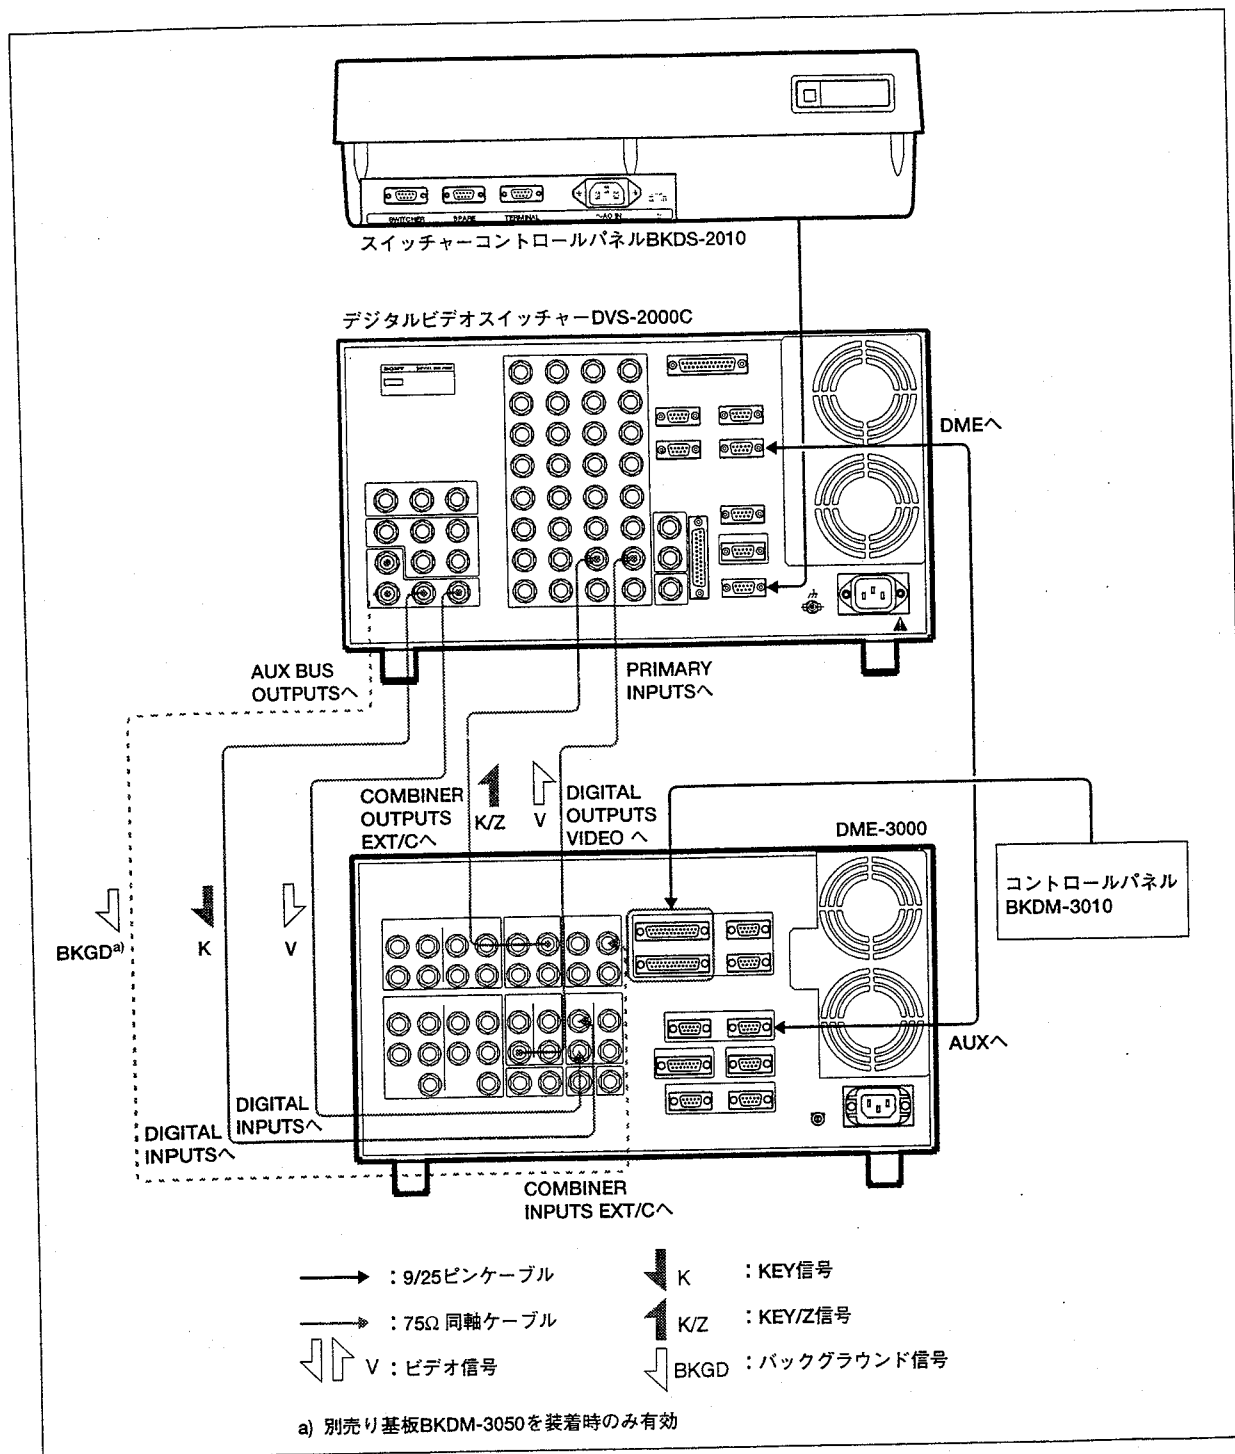 SWITCHER
SPARE
TERMINAL
～AC IN
スイッチャーコントロールパネルBKDS-2010
デジタルビデオスイッチャーDVS-2000C
SONY
DMEへ
AUX BUS
OUTPUTSへ
PRIMARY
INPUTSへ
COMBINER
OUTPUTS
EXT/Cへ
K/Z
V
DIGITAL
OUTPUTS
VIDEO へ
DME-3000
コントロールパネル
BKDM-3010
BKGDa)
K
V
AUXへ
DIGITAL
INPUTSへ
DIGITAL
INPUTSへ
COMBINER
INPUTS EXT/Cへ
：9/25ピンケーブル
K ：KEY信号
：75Ω 同軸ケーブル
K/Z ：KEY/Z信号
V ：ビデオ信号
BKGD ：バックグラウンド信号
a) 別売り基板BKDM-3050を装着時のみ有効